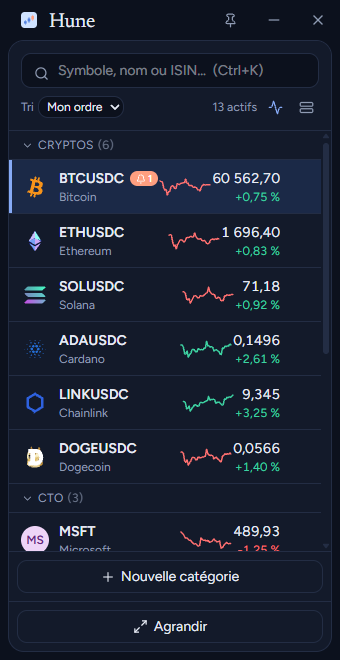 Hune
Symbole, nom ou ISIN... (Ctrl+K)
Tri Mon ordre 13 actifs
CRYPTOS (6)
BTCUSDC 1 60 562,70
Bitcoin +0,75 %
ETHUSDC 1 696,40
Ethereum +0,83 %
SOLUSDC 71,18
Solana +0,92 %
ADAUSDC 0,1496
Cardano +2,61 %
LINKUSDC 9,345
Chainlink +3,25 %
DOGEUSDC 0,0566
Dogecoin +1,40 %
CTO (3)
MS MSFT 489,93
Microsoft -1,25 %
+ Nouvelle catégorie
Agrandir